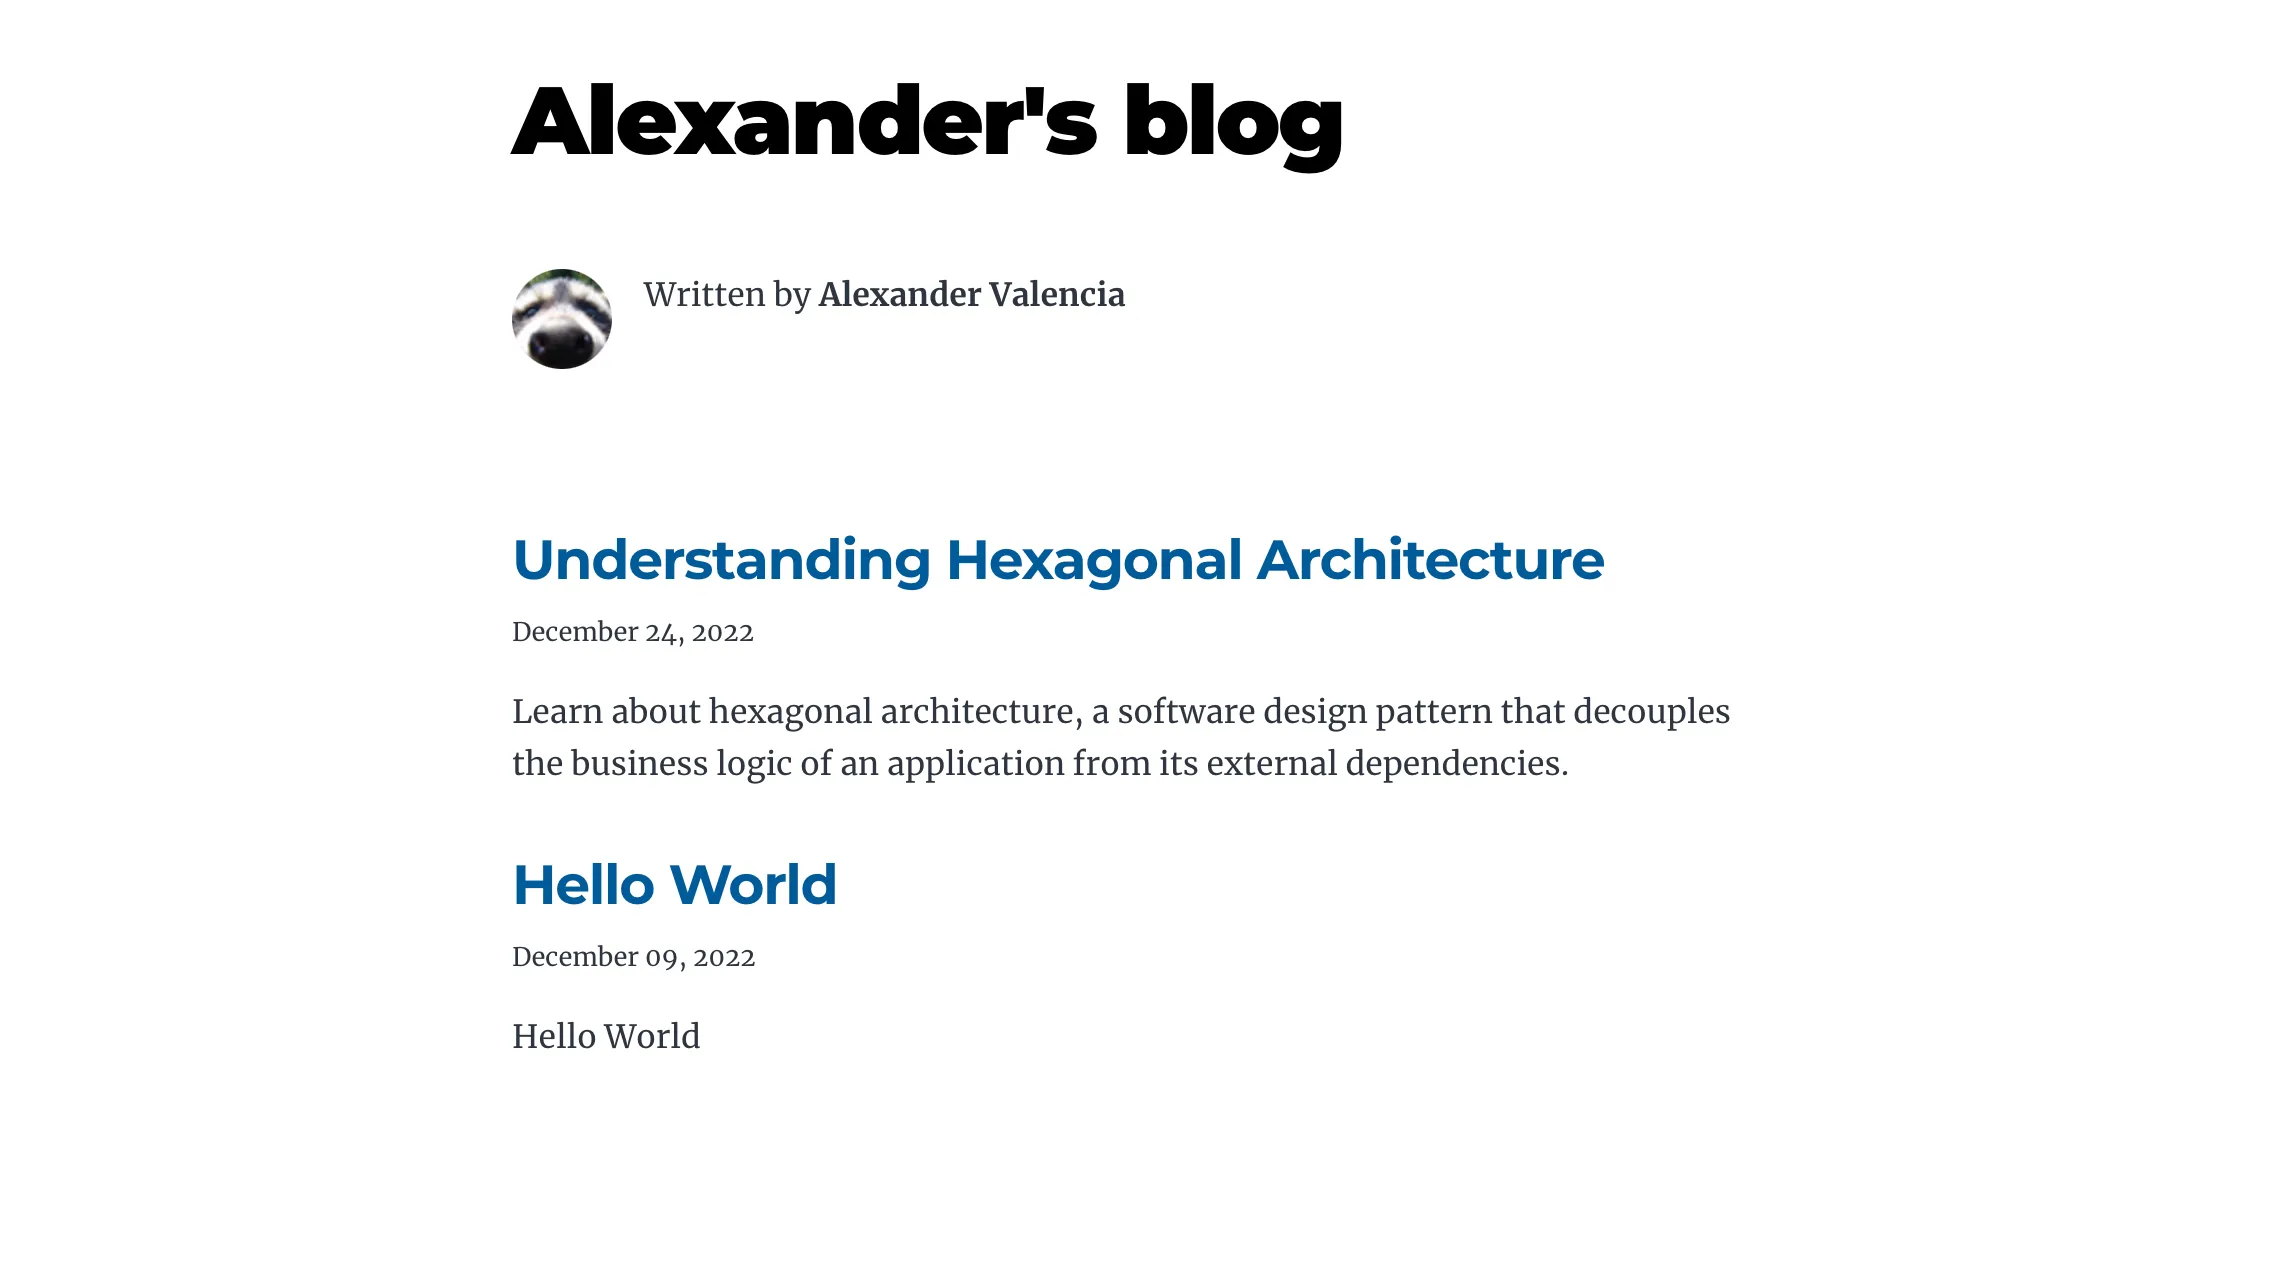 Alexander's blog
Written by Alexander Valencia
Understanding Hexagonal Architecture
December 24, 2022
Learn about hexagonal architecture, a software design pattern that decouples
the business logic of an application from its external dependencies.
Hello World
December 09, 2022
Hello World